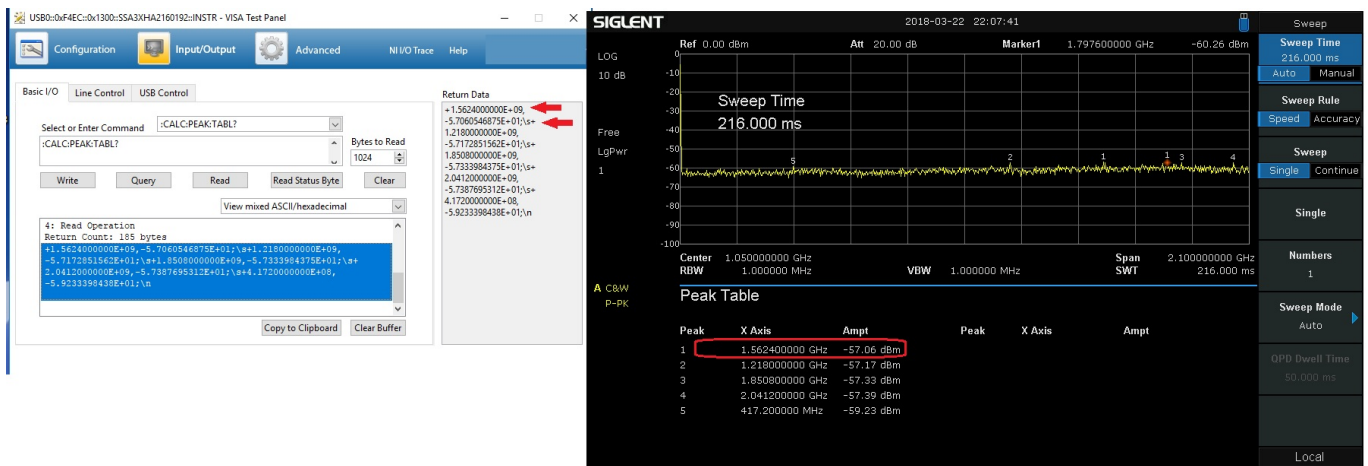 USB0::0xF4EC::0x1300::SSA3XHA2160192::INSTR - VISA Test Panel
Configuration Input/Output Advanced NI I/O Trace Help
Basic I/O Line Control USB Control
Select or Enter Command :CALC:PEAK:TABL?
:CALC:PEAK:TABL?
Bytes to Read
1024
Write Query Read Read Status Byte Clear
View mixed ASCII/hexadecimal
4: Read Operation
Return Count: 185 bytes
+1.5624000000E+09,-5.7060546875E+01;\s+1.2180000000E+09,
-5.7172851562E+01;\s+1.8508000000E+09,-5.7333984375E+01;\s+
2.0412000000E+09,-5.7387695312E+01;\s+4.1720000000E+08,
-5.9233398438E+01;\n
Copy to Clipboard Clear Buffer
Return Data
+1.5624000000E+09,
-5.7060546875E+01;\s+
1.2180000000E+09,
-5.7172851562E+01;\s+
1.8508000000E+09,
-5.7333984375E+01;\s+
2.0412000000E+09,
-5.7387695312E+01;\s+
4.1720000000E+08,
-5.9233398438E+01;\n
SIGLENT 2018-03-22 22:07:41
Ref 0.00 dBm Att 20.00 dB Marker1 1.797600000 GHz -60.26 dBm
LOG
10 dB
Free
LgPwr
1
A C&W
P-PK
0
-10
-20
-30
-40
-50
-60
-70
-80
-90
-100
Sweep Time
216.000 ms
5 2 1 1 3 4
Center 1.050000000 GHz Span 2.100000000 GHz
RBW 1.000000 MHz VBW 1.000000 MHz SWT 216.000 ms
Peak Table
Peak X Axis Ampt Peak X Axis Ampt
1 1.562400000 GHz -57.06 dBm
2 1.218000000 GHz -57.17 dBm
3 1.850800000 GHz -57.33 dBm
4 2.041200000 GHz -57.39 dBm
5 417.200000 MHz -59.23 dBm
Sweep
Sweep Time
216.000 ms
Auto Manual
Sweep Rule
Speed Accuracy
Sweep
Single Continue
Single
Numbers
1
Sweep Mode
Auto
QPD Dwell Time
50.000 ms
Local